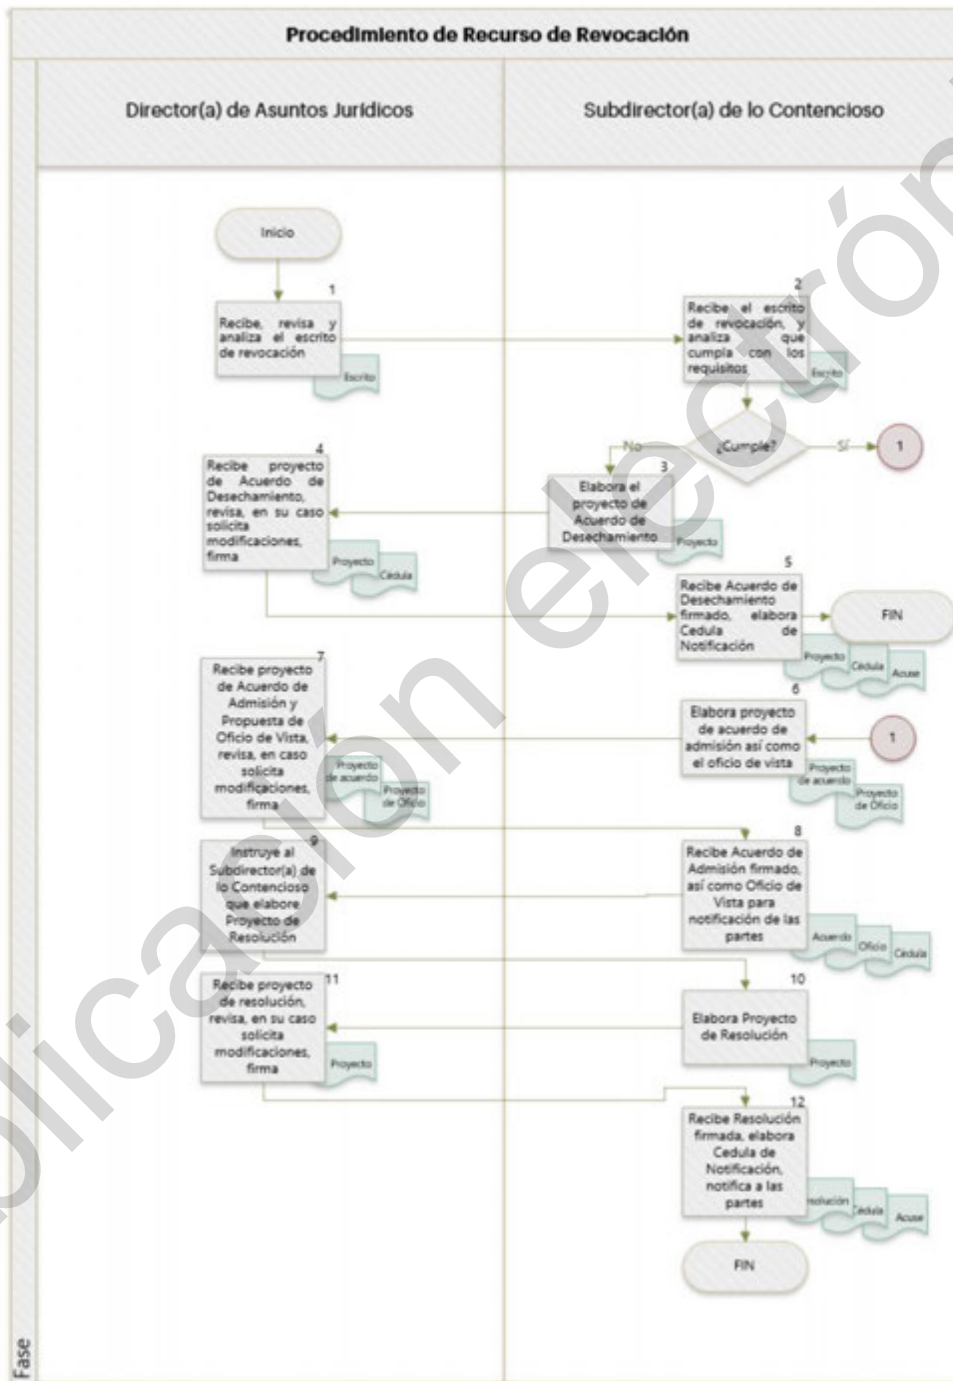 Procedimiento de Recurso de Revocación
Director(a) de Asuntos Jurídicos
Subdirector(a) de lo Contencioso
Inicio
1
Recibe, revisa y
analiza el escrito
de revocación
Escrito
2
Recibe el escrito
de revocación, y
analiza que
cumpla con los
requisitos
Escrito
¿Cumple?
No
Sí
1
3
Elabora el
proyecto de
Acuerdo de
Desechamiento
Proyecto
4
Recibe proyecto
de Acuerdo de
Desechamiento,
revisa, en su caso
solicita
modificaciones,
firma
Proyecto
Cédula
5
Recibe Acuerdo de
Desechamiento
firmado, elabora
Cedula de
Notificación
Proyecto
Cédula
Acuse
FIN
6
Elabora proyecto
de acuerdo de
admisión así como
el oficio de vista
Proyecto
de acuerdo
Proyecto
de Oficio
1
7
Recibe proyecto
de Acuerdo de
Admisión y
Propuesta de
Oficio de Vista,
revisa, en caso
solicita
modificaciones,
firma
Proyecto
de acuerdo
Proyecto
de Oficio
8
Recibe Acuerdo de
Admisión firmado,
así como Oficio de
Vista para
notificación de las
partes
Acuerdo
Oficio
Cédula
9
Instruye al
Subdirector(a) de
lo Contencioso
que elabore
Proyecto de
Resolución
10
Elabora Proyecto
de Resolución
Proyecto
11
Recibe proyecto
de resolución,
revisa, en su caso
solicita
modificaciones,
firma
Proyecto
12
Recibe Resolución
firmada, elabora
Cedula de
Notificación,
notifica a las
partes
esolución
Cédula
Acuse
FIN
Fase
blicación electrón